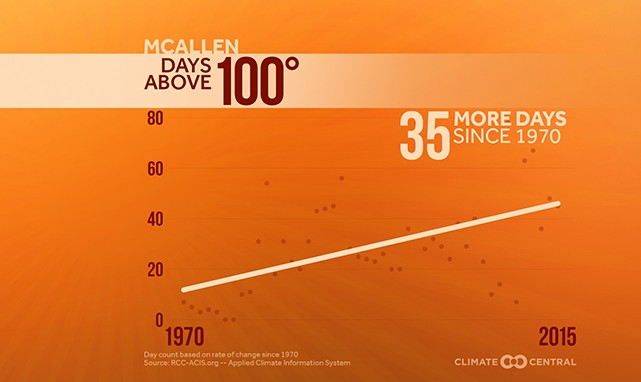 MCALLEN
DAYS
ABOVE 100°
35 MORE DAYS
SINCE 1970
80
60
40
20
0
1970 2015
Day count based on rate of change since 1970
Source: RCC-ACIS.org -- Applied Climate Information System
CLIMATE CENTRAL